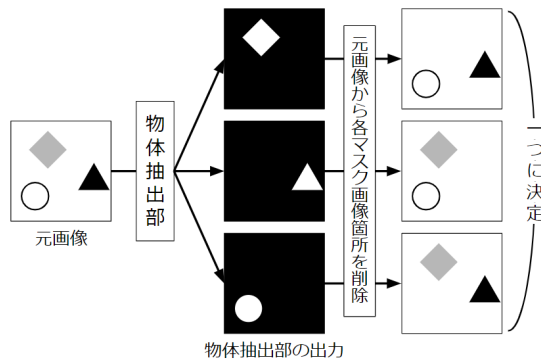 元画像
物体抽出部
物体抽出部の出力
元画像から各マスク画像箇所を削除
一つに決定